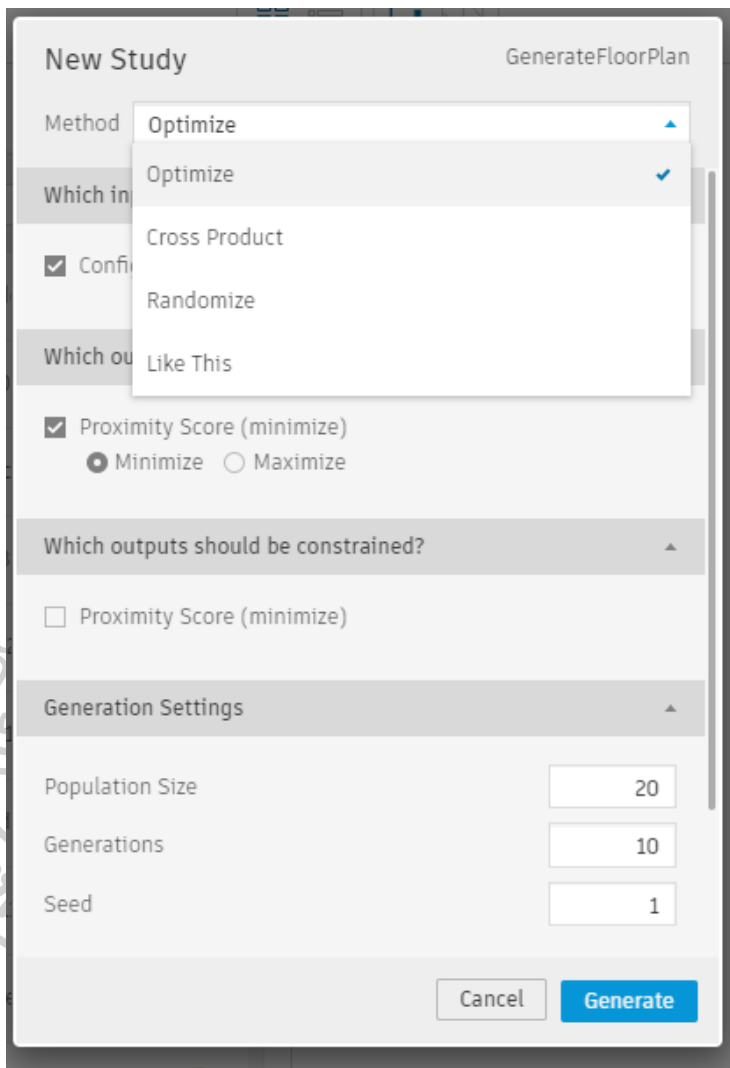 New Study GenerateFloorPlan
Method Optimize
Optimize
Which in
Cross Product
Confi
Randomize
Which ou
Like This
Proximity Score (minimize)
Minimize Maximize
Which outputs should be constrained?
Proximity Score (minimize)
Generation Settings
Population Size 20
Generations 10
Seed 1
Cancel Generate